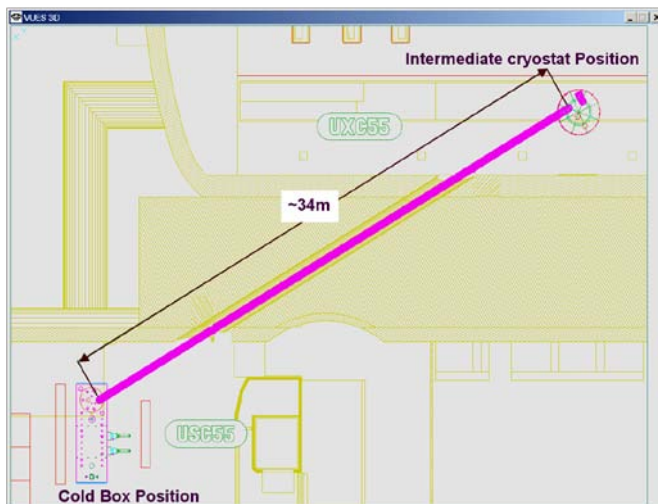 VUES 3D
Intermediate cryostat Position
UXC55
~34m
USC55
Cold Box Position